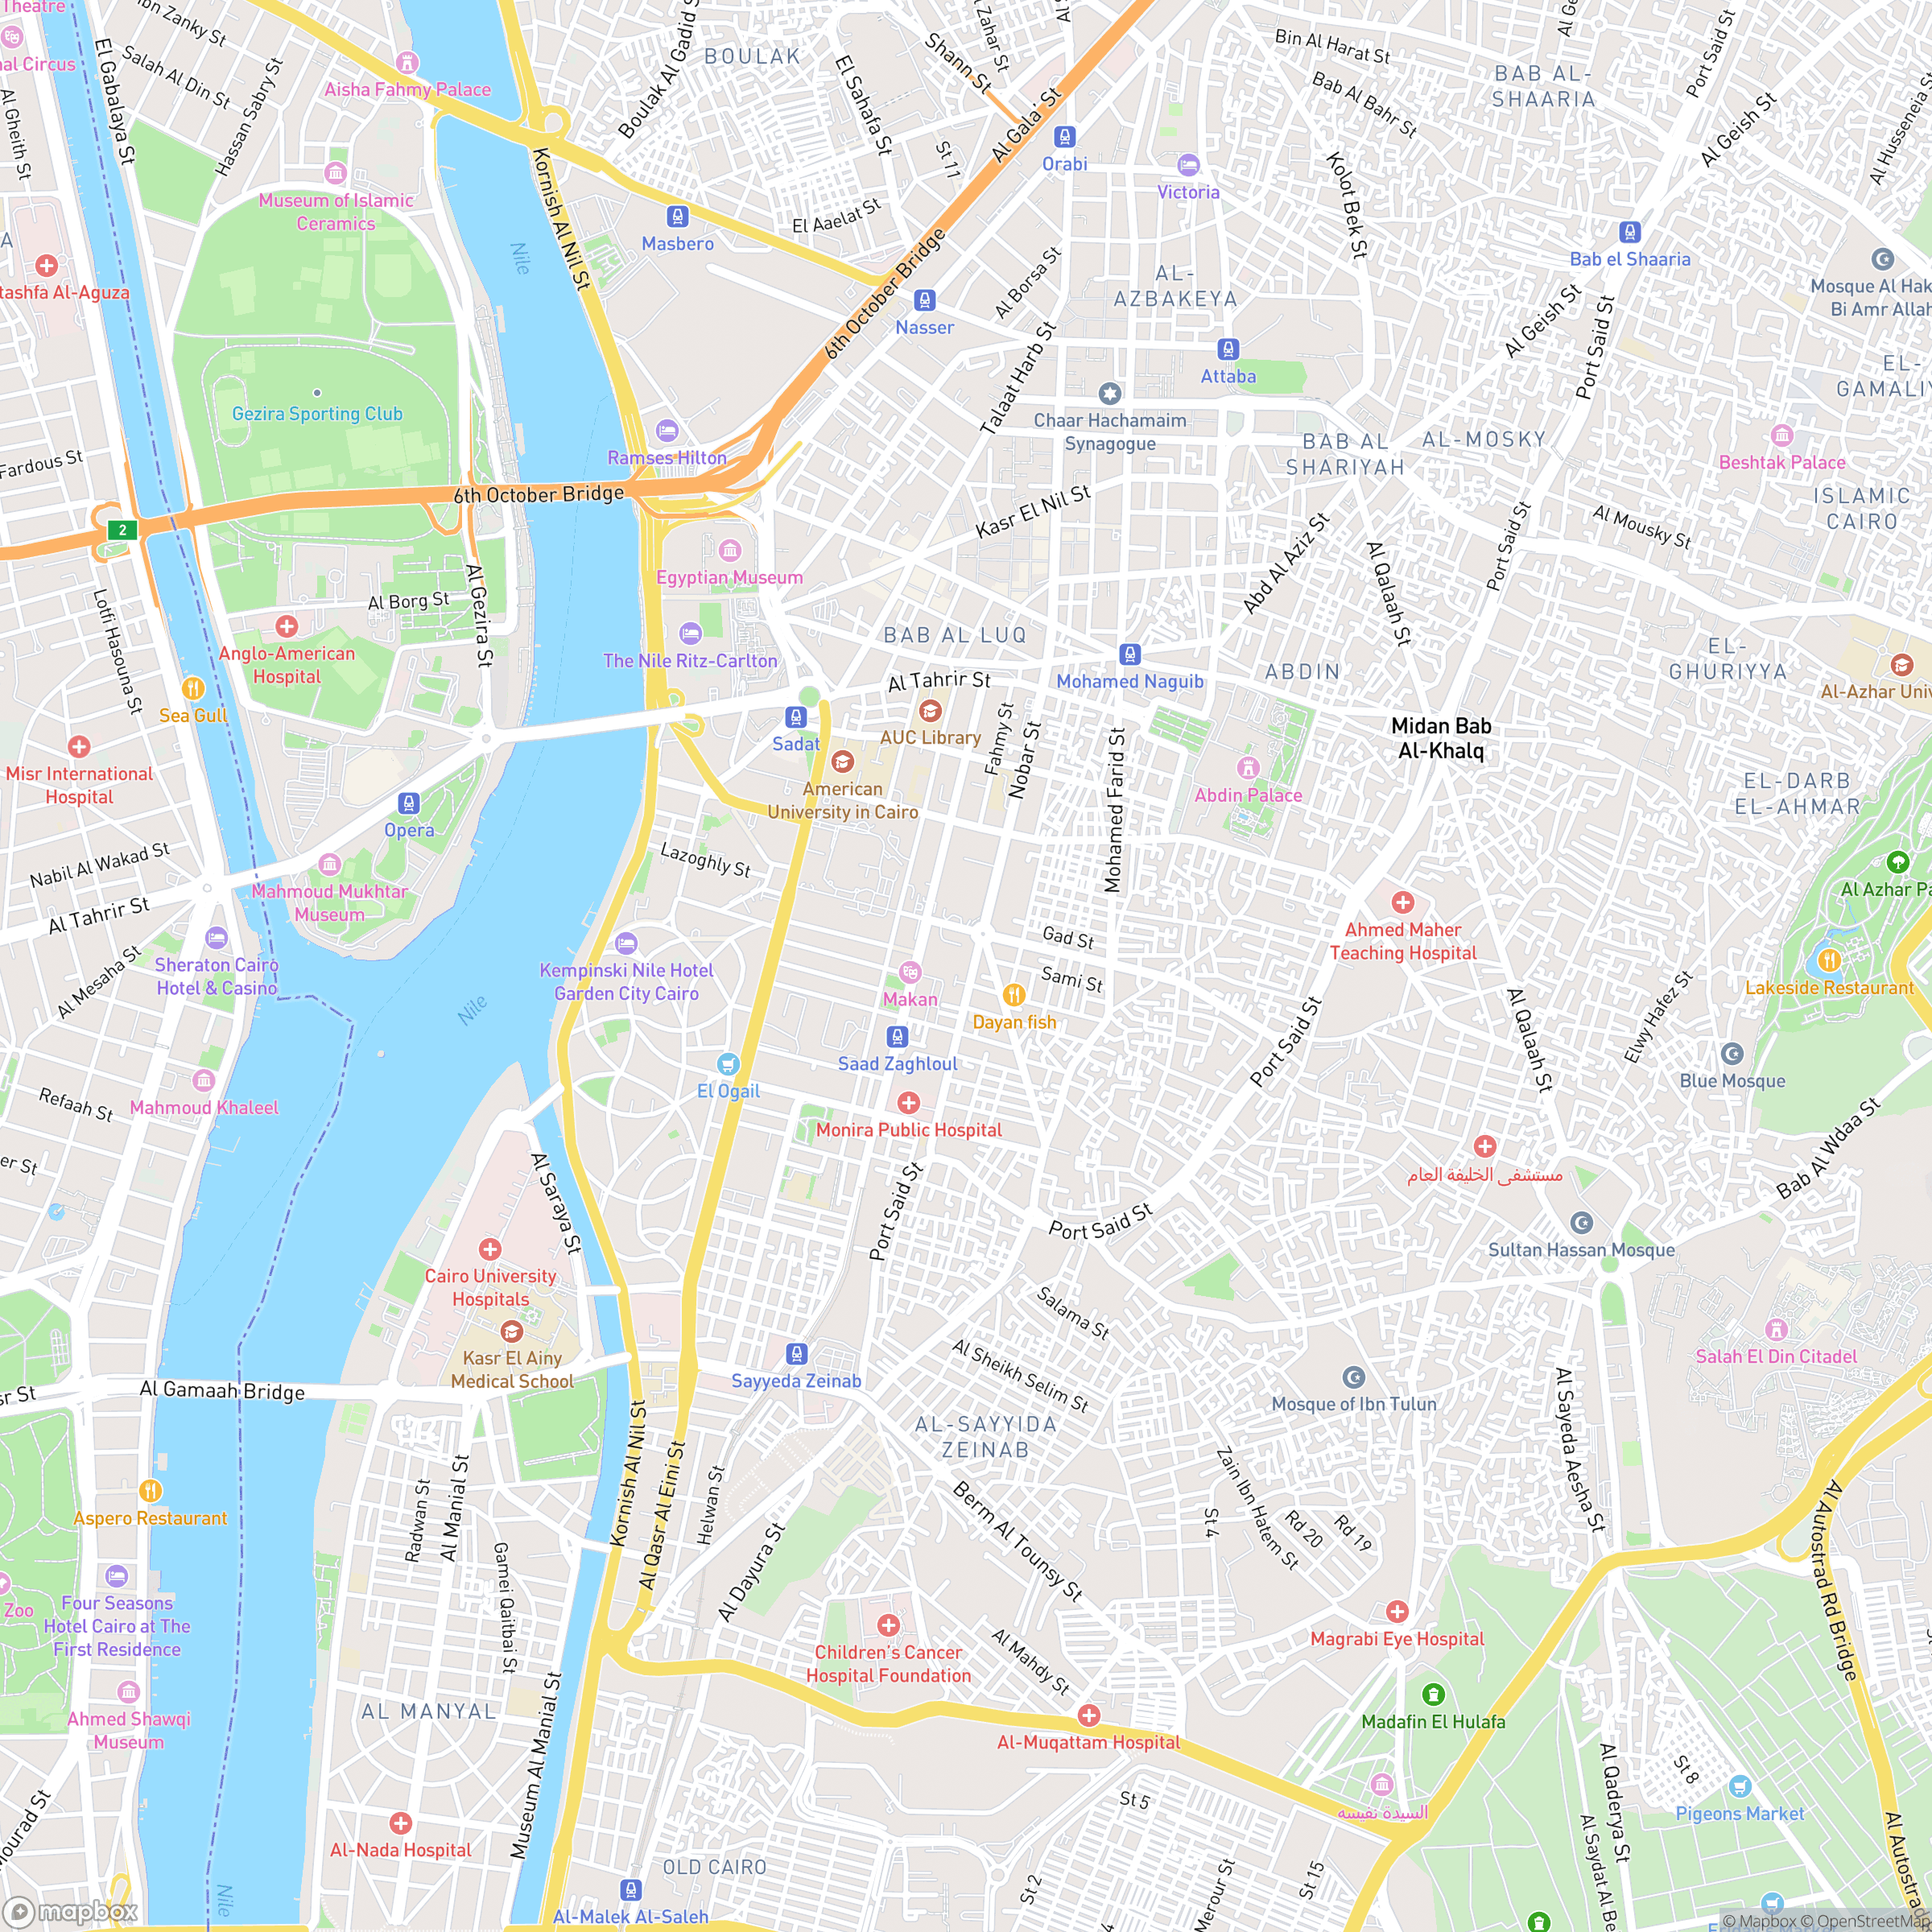 Theatre
Ibn Zanky St
Salah Al Din St
El Gabalaya St
Al Gheith St
Hassan Sabry St
Aisha Fahmy Palace
BOULAK
Boulak Al Gadid St
El Sahafa St
Shann St
Al Zahar St
St 11
Al Gala' St
Orabi
Bin Al Harat St
Bab Al Bahr St
BAB AL-
SHAARIA
Port Said St
Al Geish St
Al Husseneia St
Museum of Islamic
Ceramics
Kornish Al Nil St
Nile
Masbero
El Aaelat St
6th October Bridge
Nasser
Al Borsa St
Talaat Harb St
Victoria
Kolot Bek St
AL-
AZBAKEYA
Attaba
Bab el Shaaria
Al Geish St
Port Said St
Mosque Al Hak
Bi Amr Allah
tashfa Al-Aguza
Gezira Sporting Club
Ramses Hilton
Chaar Hachamaim
Synagogue
BAB AL
SHARIYAH
AL-MOSKY
Beshtak Palace
EL-
GAMALIY
ISLAMIC
CAIRO
Fardous St
2
6th October Bridge
Kasr El Nil St
Egyptian Museum
Al Borg St
Al Gezira St
Lotfi Hasouna St
Anglo-American
Hospital
Sea Gull
The Nile Ritz-Carlton
BAB AL LUQ
Al Tahrir St
Mohamed Naguib
ABDIN
Abd Al Aziz St
Al Qalaah St
Port Said St
Al Mousky St
EL-
GHURIYYA
Al-Azhar Univ
Midan Bab
Al-Khalq
Misr International
Hospital
Sadat
AUC Library
American
University in Cairo
Fahmy St
Nobar St
Mohamed Farid St
Abdin Palace
EL-DARB
EL-AHMAR
Opera
Nabil Al Wakad St
Al Tahrir St
Mahmoud Mukhtar
Museum
Lazoghly St
Al Azhar Pa
Ahmed Maher
Teaching Hospital
Al Mesaha St
Sheraton Cairo
Hotel & Casino
Kempinski Nile Hotel
Garden City Cairo
Makan
Gad St
Sami St
Dayan fish
Lakeside Restaurant
Nile
Saad Zaghloul
El Ogail
Port Said St
Al Qalaah St
Elwy Hafez St
Blue Mosque
Refaah St
Mahmoud Khaleel
Monira Public Hospital
مستشفى الخليفة العام
Bab Al Wdaa St
er St
Al Saraya St
Port Said St
Port Said St
Sultan Hassan Mosque
Cairo University
Hospitals
Kasr El Ainy
Medical School
Sayyeda Zeinab
Salama St
Al Sheikh Selim St
Mosque of Ibn Tulun
Salah El Din Citadel
sr St
Al Gamaah Bridge
AL-SAYYIDA
ZEINAB
Al Sayeda Aesha St
Aspero Restaurant
Radwan St
Al Manial St
Gamei Qaitbai St
Kornish Al Nil St
Al Qasr Al Eini St
Helwan St
Al Dayura St
Berm Al Tounsy St
St 4
Zain Ibn Hatem St
Rd 20
Rd 19
Al Autostrad Rd Bridge
Zoo
Four Seasons
Hotel Cairo at The
First Residence
Children's Cancer
Hospital Foundation
Al Mahdy St
Magrabi Eye Hospital
Ahmed Shawqi
Museum
AL MANYAL
Museum Al Manial St
Al-Muqattam Hospital
Madafin El Hulafa
السيدة نفيسه
Al Qaderya St
St 8
Pigeons Market
Mourad St
Al-Nada Hospital
OLD CAIRO
Al-Malek Al-Saleh
St 5
St 2
Merour St
St 15
Al Saydat Al Be
Al Autostrad
Nile
mapbox
© Mapbox © OpenStreetMap